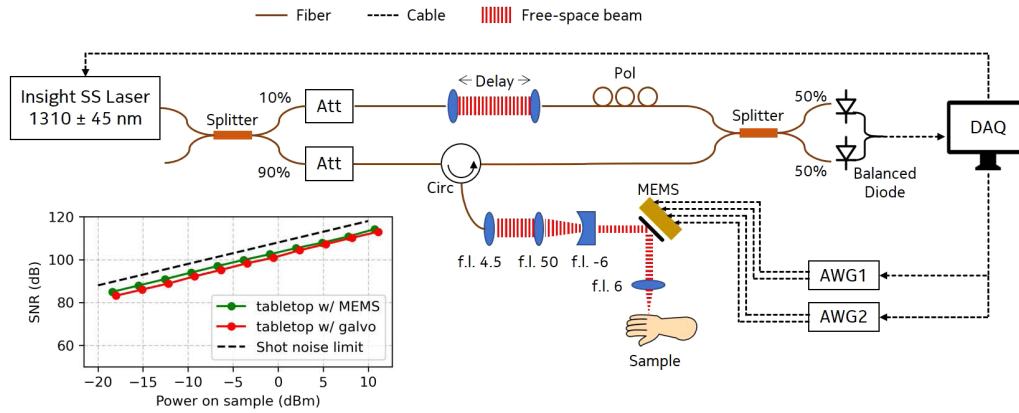 Fiber
Cable
Free-space beam
Insight SS Laser
1310 ± 45 nm
Splitter
10%
90%
Att
Att
← Delay →
Pol
Circ
Splitter
50%
50%
Balanced
Diode
DAQ
MEMS
f.l. 4.5
f.l. 50
f.l. -6
f.l. 6
Sample
AWG1
AWG2
120
100
80
60
SNR (dB)
tabletop w/ MEMS
tabletop w/ galvo
Shot noise limit
−20
−15
−10
−5
0
5
10
Power on sample (dBm)